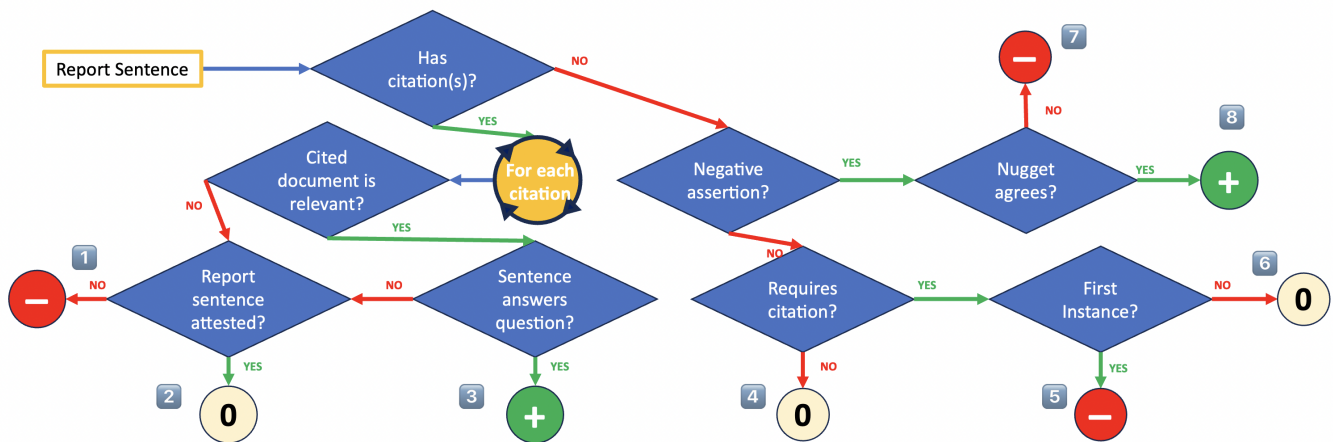 Report Sentence
Has
citation(s)?
NO
YES
For each
citation
Cited
document is
relevant?
NO
YES
Negative
assertion?
YES
NO
Nugget
agrees?
NO
−
7
YES
8
+
1
−
NO
Report
sentence
attested?
YES
2
0
NO
Sentence
answers
question?
YES
3
+
Requires
citation?
YES
NO
4
0
First
Instance?
NO
6
0
YES
5
−